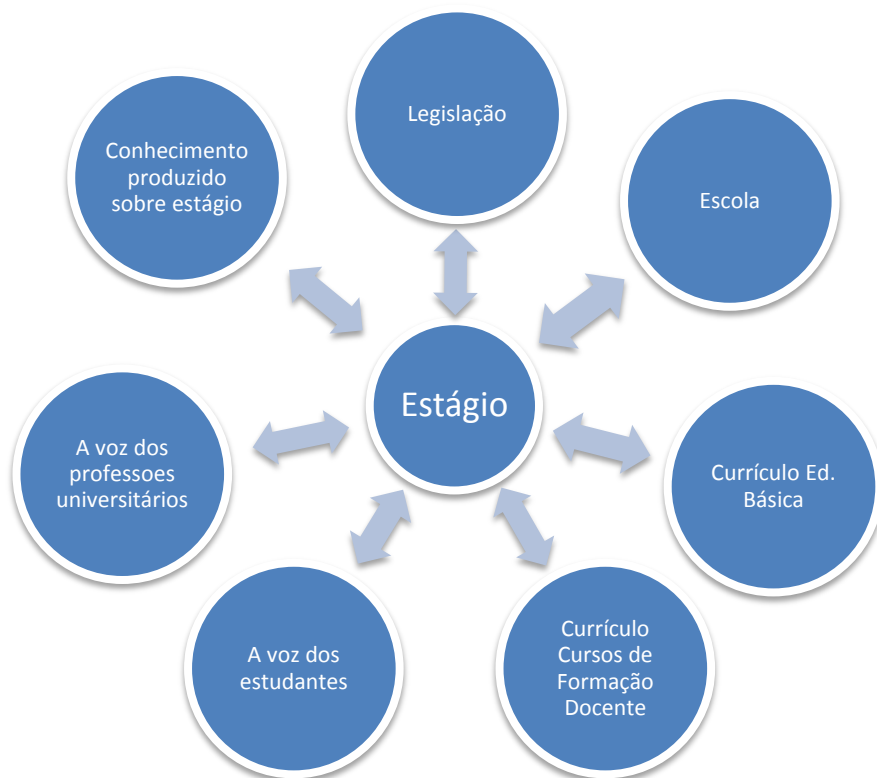 Legislação
Conhecimento
produzido
sobre estágio
Escola
Estágio
A voz dos
professoes
universitários
Currículo Ed.
Básica
A voz dos
estudantes
Currículo
Cursos de
Formação
Docente